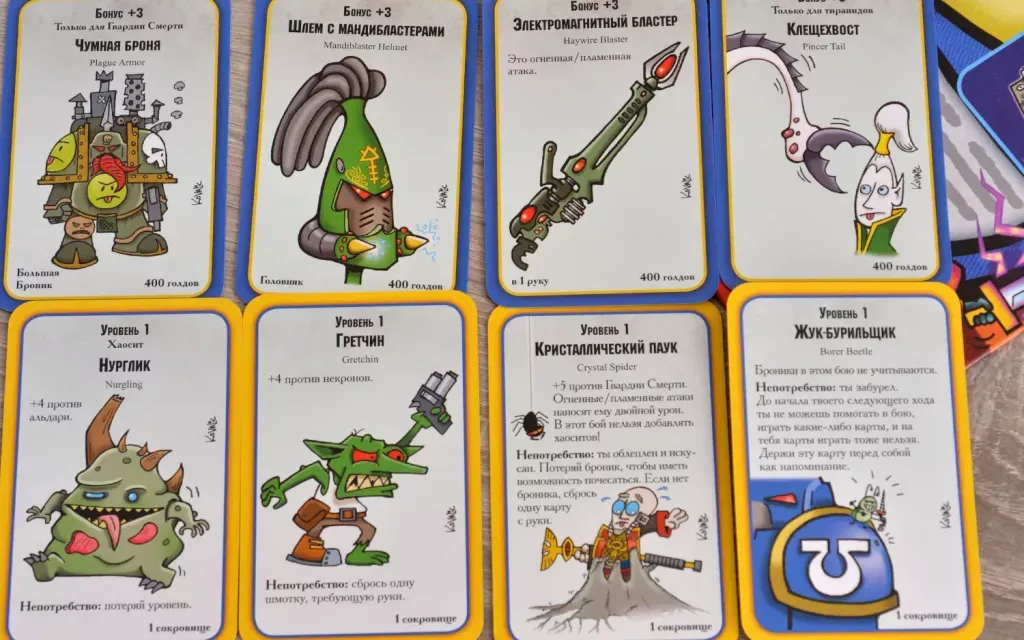 Бонус +3
Только для Гвардии Смерти
Чумная броня
Plague Armor
Большая
Броник
400 голдов
Бонус +3
Шлем с мандибластерами
Mandiblaster Helmet
Головняк
400 голдов
Бонус +3
Электромагнитный бластер
Haywire Blaster
Это огненная/пламенная
атака.
в 1 руку
400 голдов
Бонус +3
Только для тиранидов
Клещехвост
Pincer Tail
400 голдов
Уровень 1
Хаосит
Нурглик
Nurgling
+4 против
альдари.
Непотребство: потеряй уровень.
1 сокровище
Уровень 1
Гретчин
Gretchin
+4 против некронов.
Непотребство: сбрось одну
шмотку, требующую руки.
1 сокровище
Уровень 1
Кристаллический паук
Crystal Spider
+5 против Гвардии Смерти.
Огненные/пламенные атаки
наносят ему двойной урон.
В этот бой нельзя добавлять
хаоситов!
Непотребство: ты облеплен и иску-
сан. Потеряй броник, чтобы иметь
возможность почесаться. Если нет
броника, сбрось
одну карту
с руки.
1 сокровище
Уровень 1
Жук-бурильщик
Borer Beetle
Броники в этом бою не учитываются.
Непотребство: ты забурел.
До начала твоего следующего хода
ты не можешь помогать в бою,
играть какие-либо карты, и на
тебя карты играть тоже нельзя.
Держи эту карту перед собой
как напоминание.
1 сокровище